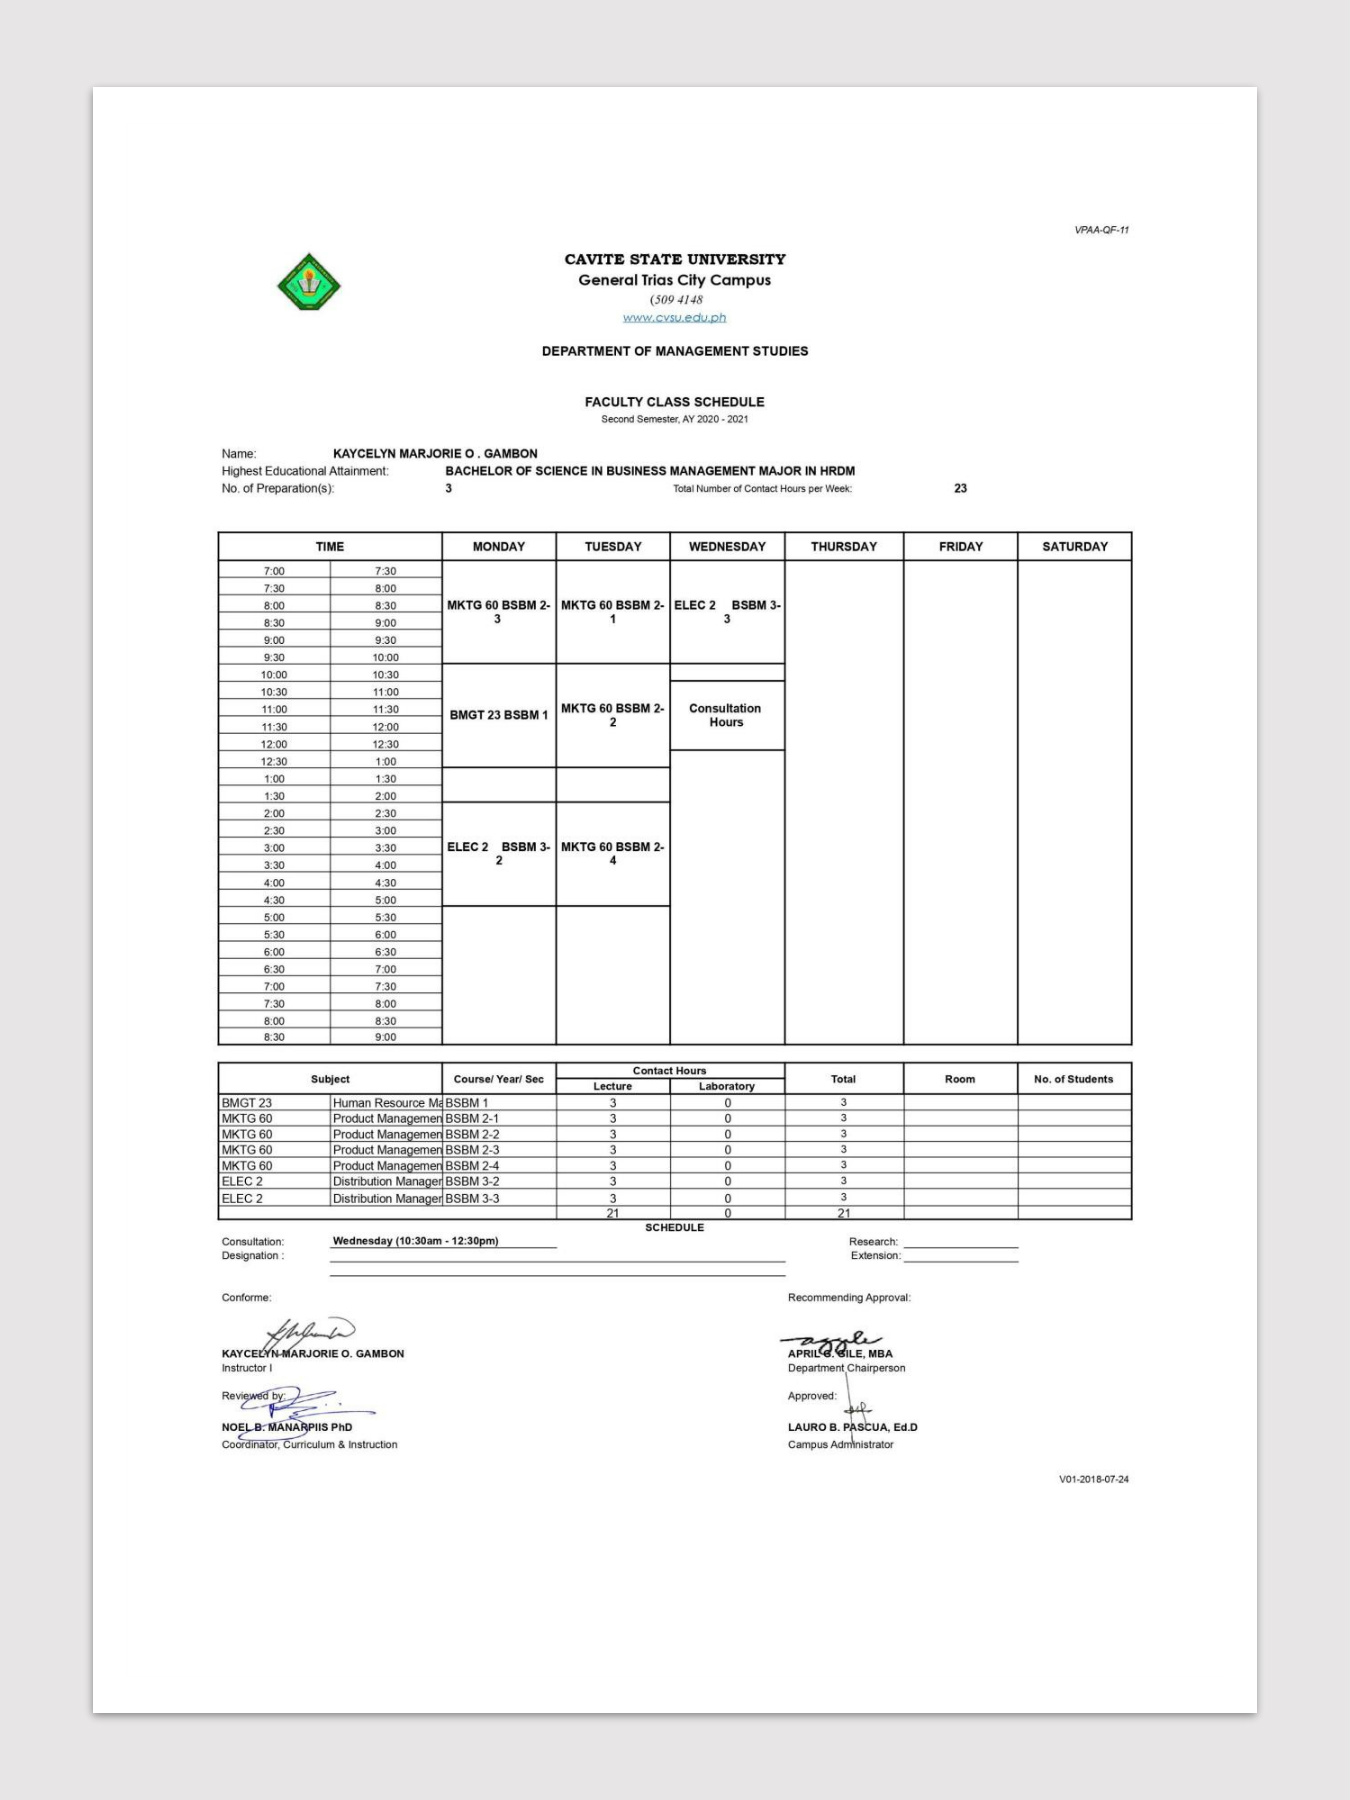 VPAA-QF-11
CAVITE STATE UNIVERSITY
General Trias City Campus
(509 4148
www.cvsu.edu.ph
DEPARTMENT OF MANAGEMENT STUDIES
FACULTY CLASS SCHEDULE
Second Semester, AY 2020 - 2021
Name: KAYCELYN MARJORIE O . GAMBON
Highest Educational Attainment: BACHELOR OF SCIENCE IN BUSINESS MANAGEMENT MAJOR IN HRDM
No. of Preparation(s): 3 Total Number of Contact Hours per Week: 23
TIME MONDAY TUESDAY WEDNESDAY THURSDAY FRIDAY SATURDAY
7:00 7:30
7:30 8:00
8:00 8:30 MKTG 60 BSBM 2- MKTG 60 BSBM 2- ELEC 2 BSBM 3-
8:30 9:00 3 1 3
9:00 9:30
9:30 10:00
10:00 10:30
10:30 11:00
11:00 11:30 BMGT 23 BSBM 1 MKTG 60 BSBM 2- Consultation
11:30 12:00 2 Hours
12:00 12:30
12:30 1:00
1:00 1:30
1:30 2:00
2:00 2:30
2:30 3:00
3:00 3:30 ELEC 2 BSBM 3- MKTG 60 BSBM 2-
3:30 4:00 2 4
4:00 4:30
4:30 5:00
5:00 5:30
5:30 6:00
6:00 6:30
6:30 7:00
7:00 7:30
7:30 8:00
8:00 8:30
8:30 9:00
Subject Course/ Year/ Sec Contact Hours Total Room No. of Students
Lecture Laboratory
BMGT 23 Human Resource Ma BSBM 1 3 0 3
MKTG 60 Product Managemen BSBM 2-1 3 0 3
MKTG 60 Product Managemen BSBM 2-2 3 0 3
MKTG 60 Product Managemen BSBM 2-3 3 0 3
MKTG 60 Product Managemen BSBM 2-4 3 0 3
ELEC 2 Distribution Manager BSBM 3-2 3 0 3
ELEC 2 Distribution Manager BSBM 3-3 3 0 3
21 0 21
SCHEDULE
Consultation: Wednesday (10:30am - 12:30pm) Research:
Designation : Extension:
Conforme: Recommending Approval:
KAYCELYN MARJORIE O. GAMBON APRIL G. GILE, MBA
Instructor I Department Chairperson
Reviewed by: Approved:
NOEL B. MANARPIIS PhD LAURO B. PASCUA, Ed.D
Coordinator, Curriculum & Instruction Campus Administrator
V01-2018-07-24